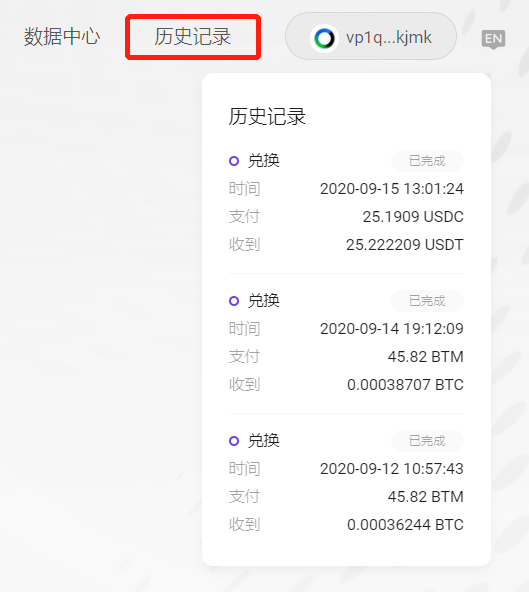 数据中心 历史记录 vp1q...kjmk EN
历史记录
兑换 已完成
时间 2020-09-15 13:01:24
支付 25.1909 USDC
收到 25.222209 USDT
兑换 已完成
时间 2020-09-14 19:12:09
支付 45.82 BTM
收到 0.00038707 BTC
兑换 已完成
时间 2020-09-12 10:57:43
支付 45.82 BTM
收到 0.00036244 BTC